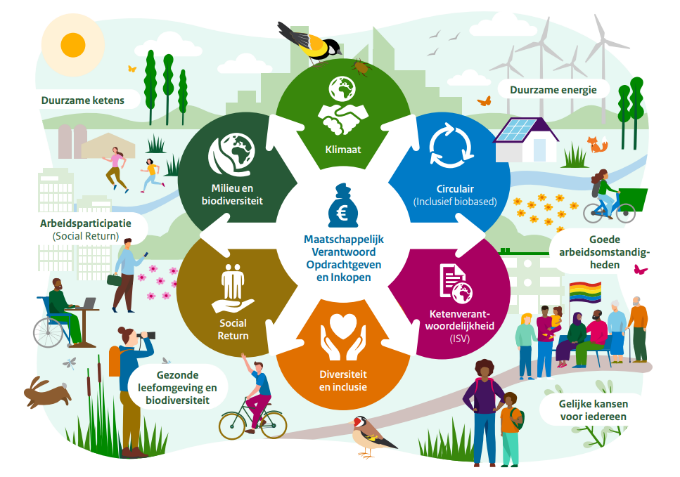 Duurzame ketens
Duurzame energie
Klimaat
Milieu en
biodiversiteit
Circulair
(Inclusief biobased)
€
Maatschappelijk
Verantwoord
Opdrachtgeven
en Inkopen
Arbeidsparticipatie
(Social Return)
Goede
arbeidsomstandig-
heden
Social
Return
Ketenverant-
woordelijkheid
(ISV)
Diversiteit
en inclusie
Gezonde
leefomgeving en
biodiversiteit
Gelijke kansen
voor iedereen